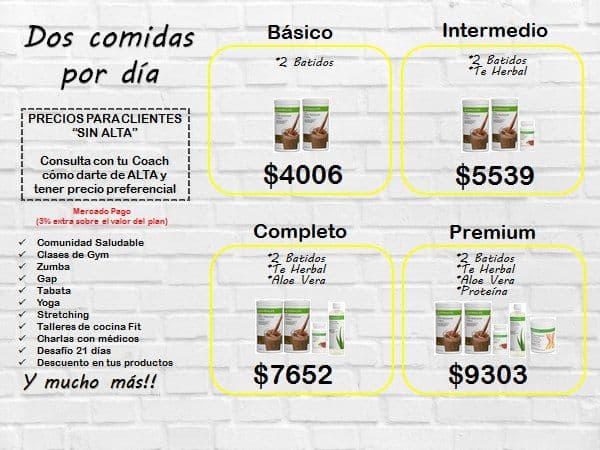 Dos comidas
por día
PRECIOS PARA CLIENTES
“SIN ALTA”
Consulta con tu Coach
cómo darte de ALTA y
tener precio preferencial
Mercado Pago
(3% extra sobre el valor del plan)
✓ Comunidad Saludable
✓ Clases de Gym
✓ Zumba
✓ Gap
✓ Tabata
✓ Yoga
✓ Stretching
✓ Talleres de cocina Fit
✓ Charlas con médicos
✓ Desafío 21 días
✓ Descuento en tus productos
Y mucho más!!
Básico
*2 Batidos
$4006
Intermedio
*2 Batidos
*Te Herbal
$5539
Completo
*2 Batidos
*Te Herbal
*Aloe Vera
$7652
Premium
*2 Batidos
*Te Herbal
*Aloe Vera
*Proteína
$9303